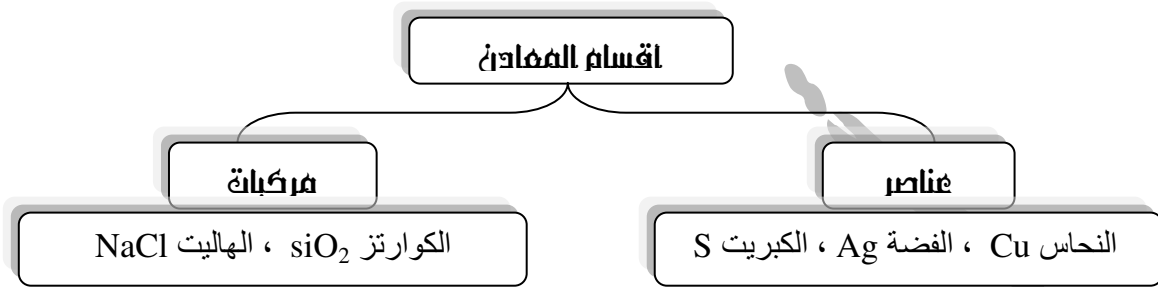 اقسام المعادن
عناصر
مركبات
النحاس Cu ، الفضة Ag ، الكبريت S
الكوارتز siO₂ ، الهاليت NaCl